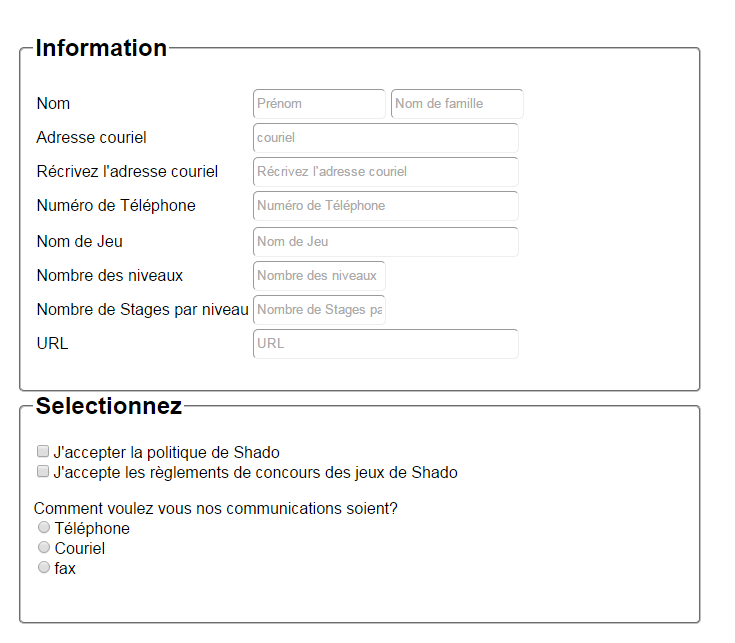 Information
Nom Prénom Nom de famille
Adresse couriel couriel
Récrivez l'adresse couriel Récrivez l'adresse couriel
Numéro de Téléphone Numéro de Téléphone
Nom de Jeu Nom de Jeu
Nombre des niveaux Nombre des niveaux
Nombre de Stages par niveau Nombre de Stages pa
URL URL
Selectionnez
J'accepter la politique de Shado
J'accepte les règlements de concours des jeux de Shado
Comment voulez vous nos communications soient?
Téléphone
Couriel
fax